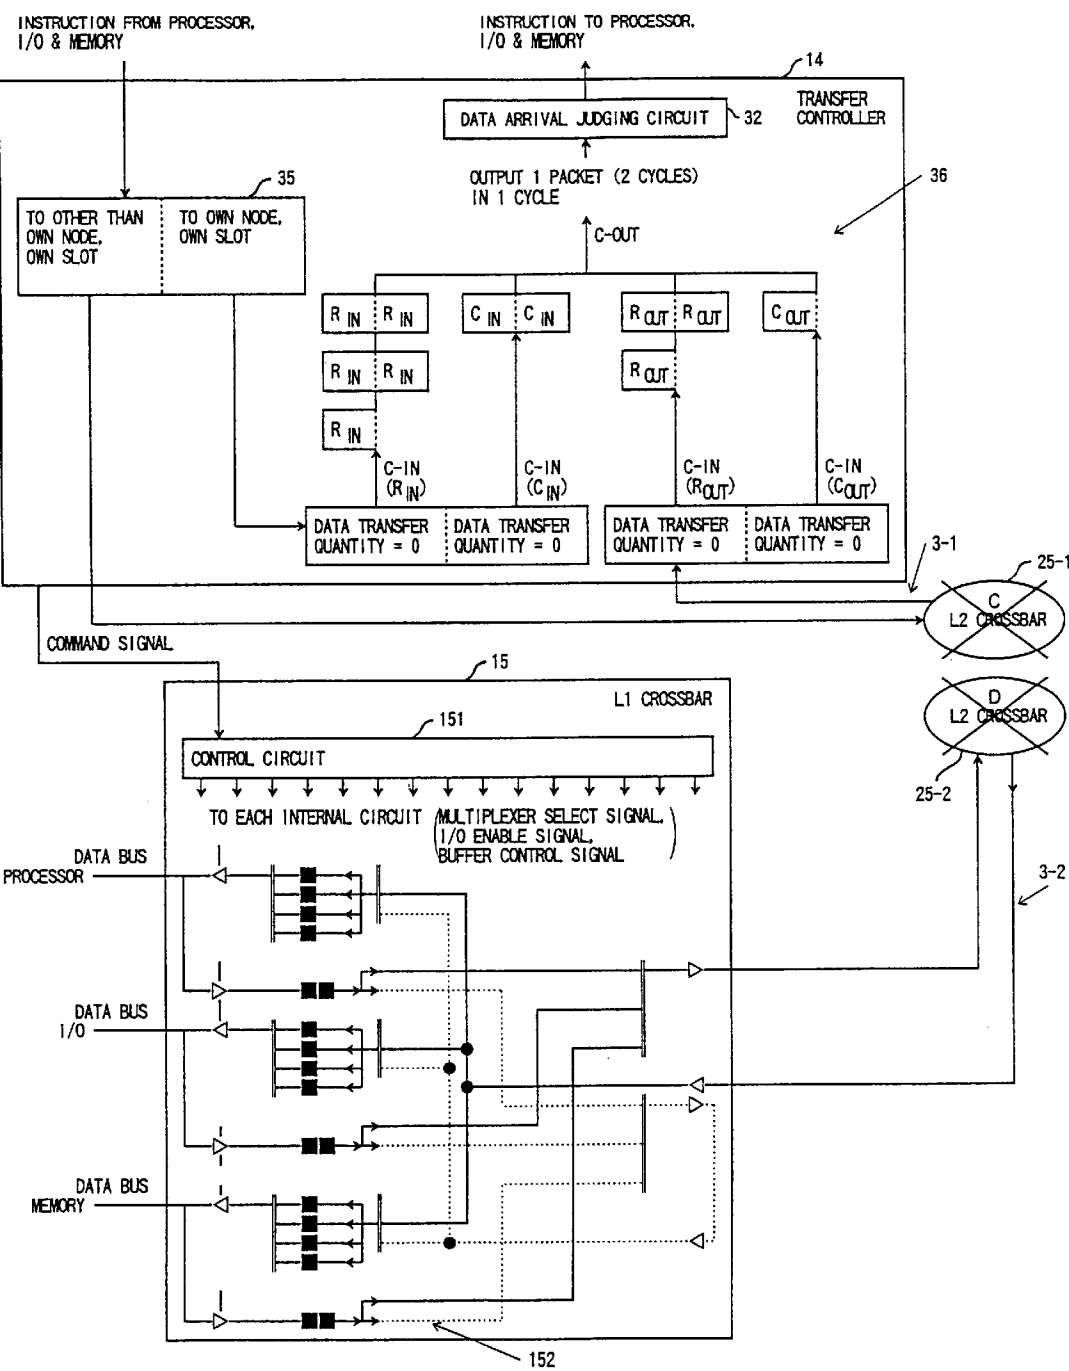 INSTRUCTION FROM PROCESSOR,
I/O & MEMORY
INSTRUCTION TO PROCESSOR,
I/O & MEMORY
14
TRANSFER
CONTROLLER
DATA ARRIVAL JUDGING CIRCUIT
32
OUTPUT 1 PACKET (2 CYCLES)
IN 1 CYCLE
36
35
TO OTHER THAN
OWN NODE,
OWN SLOT
TO OWN NODE,
OWN SLOT
C-OUT
R IN R IN
C IN C IN
R OUT R OUT
C OUT
R IN R IN
R OUT
R IN
C-IN
(R IN)
C-IN
(C IN)
C-IN
(ROUT)
C-IN
(COUT)
DATA TRANSFER
QUANTITY = 0
DATA TRANSFER
QUANTITY = 0
DATA TRANSFER
QUANTITY = 0
DATA TRANSFER
QUANTITY = 0
3-1
25-1
C
L2 CROSSBAR
COMMAND SIGNAL
15
L1 CROSSBAR
D
L2 CROSSBAR
25-2
151
CONTROL CIRCUIT
TO EACH INTERNAL CIRCUIT (MULTIPLEXER SELECT SIGNAL,
I/O ENABLE SIGNAL,
BUFFER CONTROL SIGNAL)
DATA BUS
PROCESSOR
3-2
DATA BUS
I/O
DATA BUS
MEMORY
152